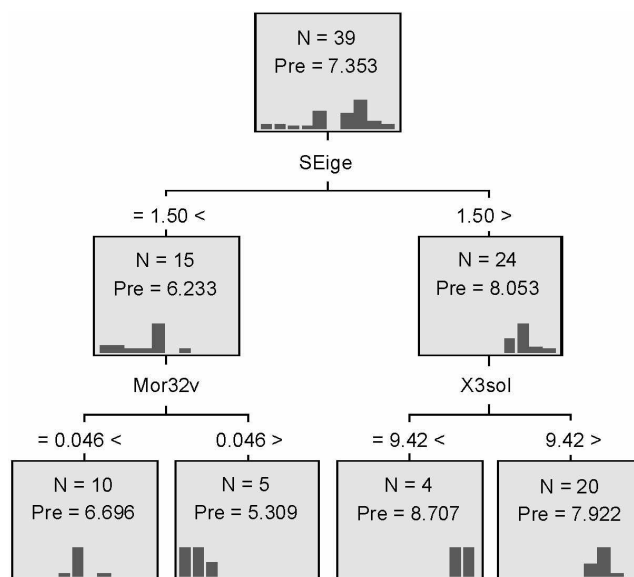 N = 39
Pre = 7.353
SEige
= 1.50 <
1.50 >
N = 15
Pre = 6.233
N = 24
Pre = 8.053
Mor32v
X3sol
= 0.046 <
0.046 >
= 9.42 <
9.42 >
N = 10
Pre = 6.696
N = 5
Pre = 5.309
N = 4
Pre = 8.707
N = 20
Pre = 7.922